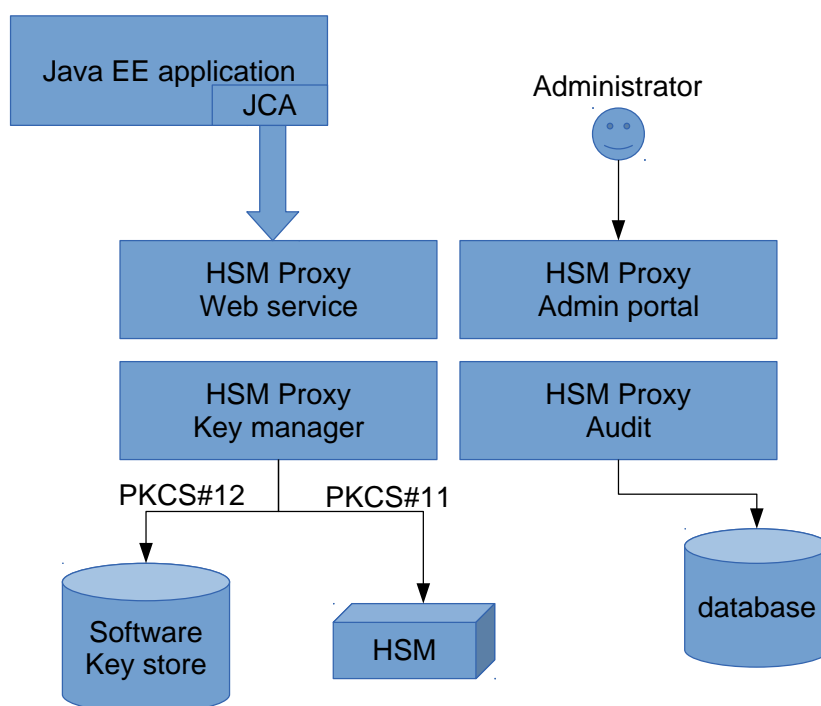 Java EE application
JCA
Administrator
HSM Proxy
Web service
HSM Proxy
Admin portal
HSM Proxy
Key manager
HSM Proxy
Audit
PKCS#12
PKCS#11
Software
Key store
HSM
database